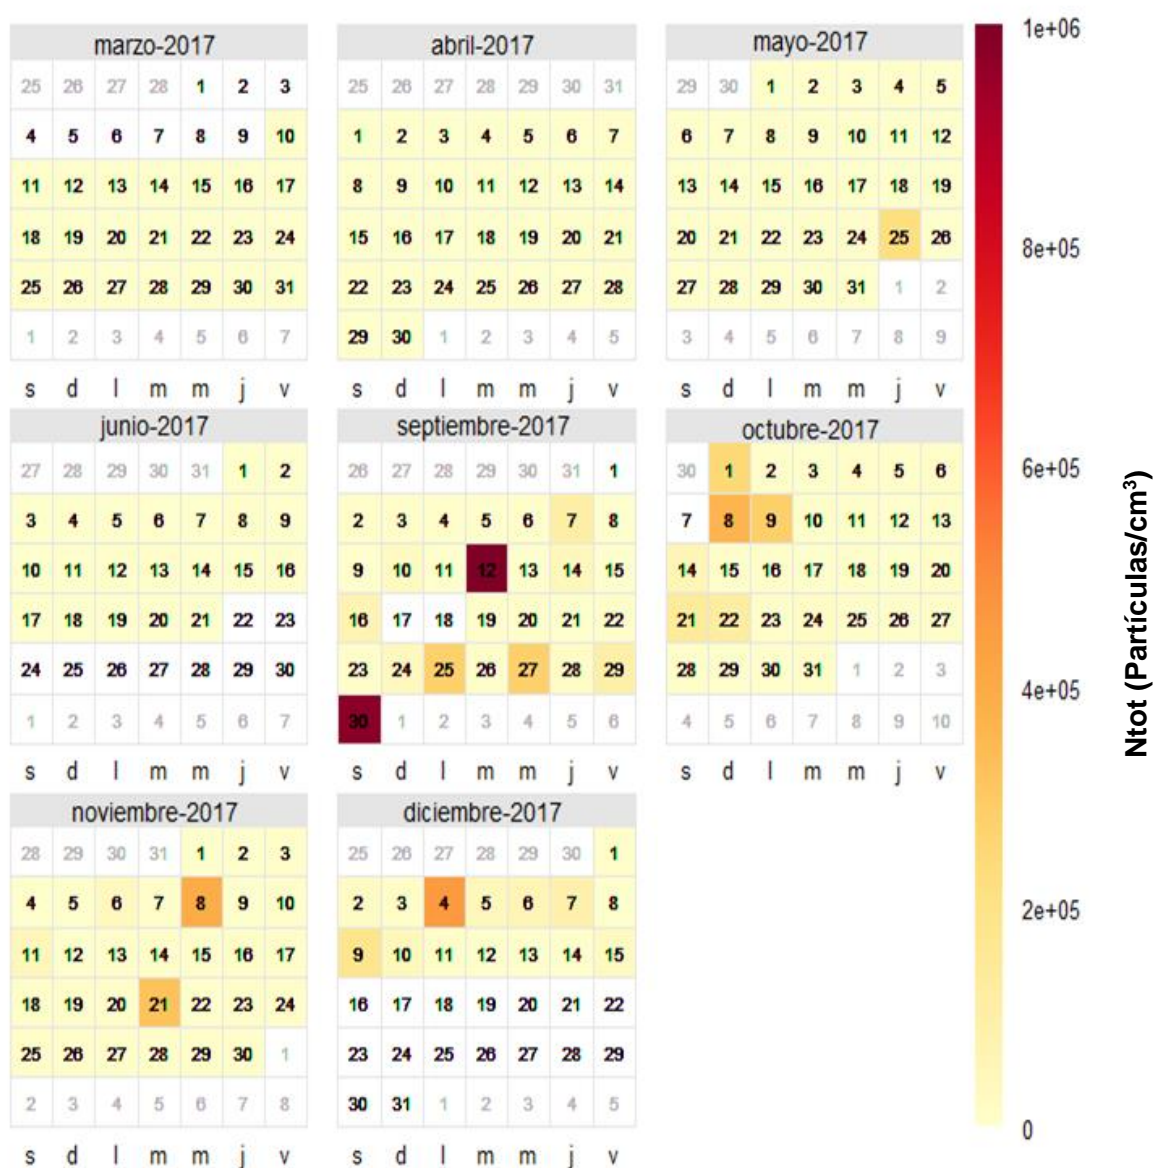 marzo-2017
25 26 27 28 1 2 3
4 5 6 7 8 9 10
11 12 13 14 15 16 17
18 19 20 21 22 23 24
25 26 27 28 29 30 31
1 2 3 4 5 6 7
s d l m m j v
abril-2017
25 26 27 28 29 30 31
1 2 3 4 5 6 7
8 9 10 11 12 13 14
15 16 17 18 19 20 21
22 23 24 25 26 27 28
29 30 1 2 3 4 5
s d l m m j v
mayo-2017
29 30 1 2 3 4 5
6 7 8 9 10 11 12
13 14 15 16 17 18 19
20 21 22 23 24 25 26
27 28 29 30 31 1 2
3 4 5 6 7 8 9
s d l m m j v
junio-2017
27 28 29 30 31 1 2
3 4 5 6 7 8 9
10 11 12 13 14 15 16
17 18 19 20 21 22 23
24 25 26 27 28 29 30
1 2 3 4 5 6 7
s d l m m j v
septiembre-2017
26 27 28 29 30 31 1
2 3 4 5 6 7 8
9 10 11 12 13 14 15
16 17 18 19 20 21 22
23 24 25 26 27 28 29
30 1 2 3 4 5 6
s d l m m j v
octubre-2017
30 1 2 3 4 5 6
7 8 9 10 11 12 13
14 15 16 17 18 19 20
21 22 23 24 25 26 27
28 29 30 31 1 2 3
4 5 6 7 8 9 10
s d l m m j v
noviembre-2017
28 29 30 31 1 2 3
4 5 6 7 8 9 10
11 12 13 14 15 16 17
18 19 20 21 22 23 24
25 26 27 28 29 30 1
2 3 4 5 6 7 8
s d l m m j v
diciembre-2017
25 26 27 28 29 30 1
2 3 4 5 6 7 8
9 10 11 12 13 14 15
16 17 18 19 20 21 22
23 24 25 26 27 28 29
30 31 1 2 3 4 5
s d l m m j v
1e+06
8e+05
6e+05
4e+05
2e+05
0
Ntot (Partículas/cm³)